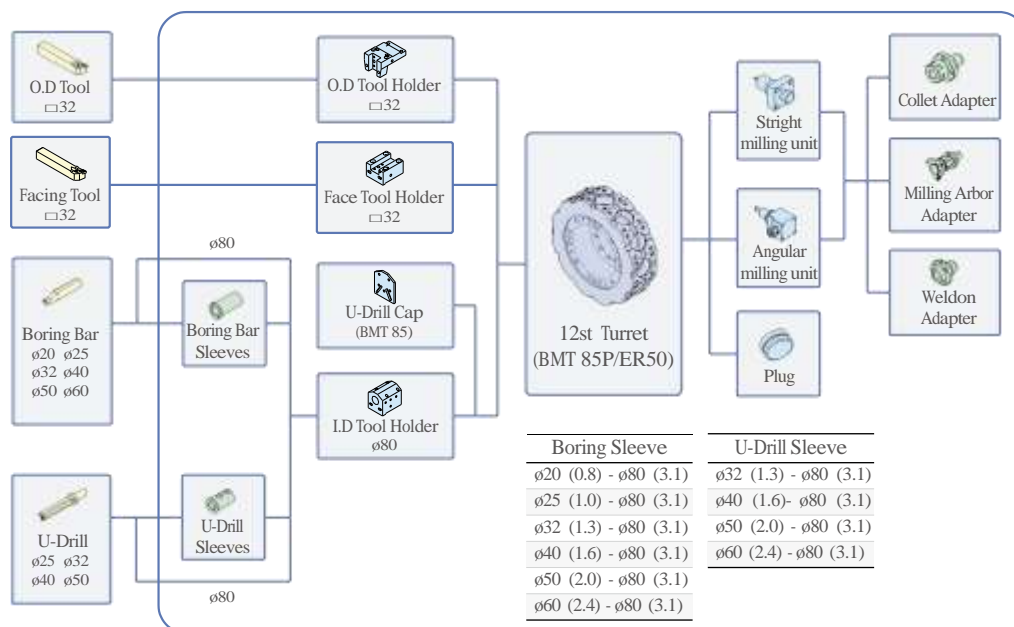 O.D Tool
□32
Facing Tool
□32
ø80
Boring Bar
ø20 ø25
ø32 ø40
ø50 ø60
Boring Bar
Sleeves
U-Drill
ø25 ø32
ø40 ø50
U-Drill
Sleeves
ø80
O.D Tool Holder
□32
Face Tool Holder
□32
U-Drill Cap
(BMT 85)
I.D Tool Holder
ø80
12st Turret
(BMT 85P/ER50)
Stright
milling unit
Angular
milling unit
Plug
Collet Adapter
Milling Arbor
Adapter
Weldon
Adapter
Boring Sleeve
ø20 (0.8) - ø80 (3.1)
ø25 (1.0) - ø80 (3.1)
ø32 (1.3) - ø80 (3.1)
ø40 (1.6) - ø80 (3.1)
ø50 (2.0) - ø80 (3.1)
ø60 (2.4) - ø80 (3.1)
U-Drill Sleeve
ø32 (1.3) - ø80 (3.1)
ø40 (1.6)- ø80 (3.1)
ø50 (2.0) - ø80 (3.1)
ø60 (2.4) - ø80 (3.1)